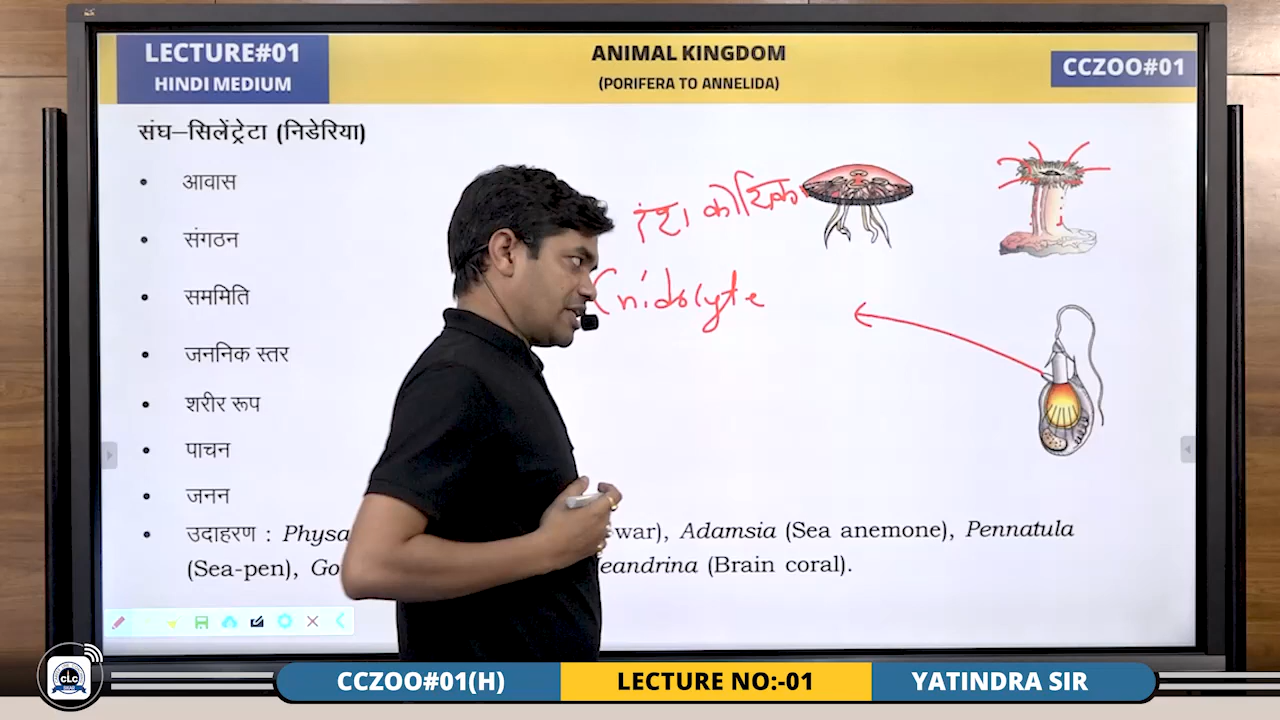 LECTURE#01
HINDI MEDIUM
ANIMAL KINGDOM
(PORIFERA TO ANNELIDA)
CCZOO#01
संघ–सिलेंट्रेटा (निडेरिया)
• आवास
• संगठन
• सममिति
• जननिक स्तर
• शरीर रूप
• पाचन
• जनन
• उदाहरण : Physa war), Adamsia (Sea anemone), Pennatula
(Sea-pen), Go eandrina (Brain coral).
दंश कोशिका
Cnidocyte
CLC
SIKAR
CCZOO#01(H)
LECTURE NO:-01
YATINDRA SIR